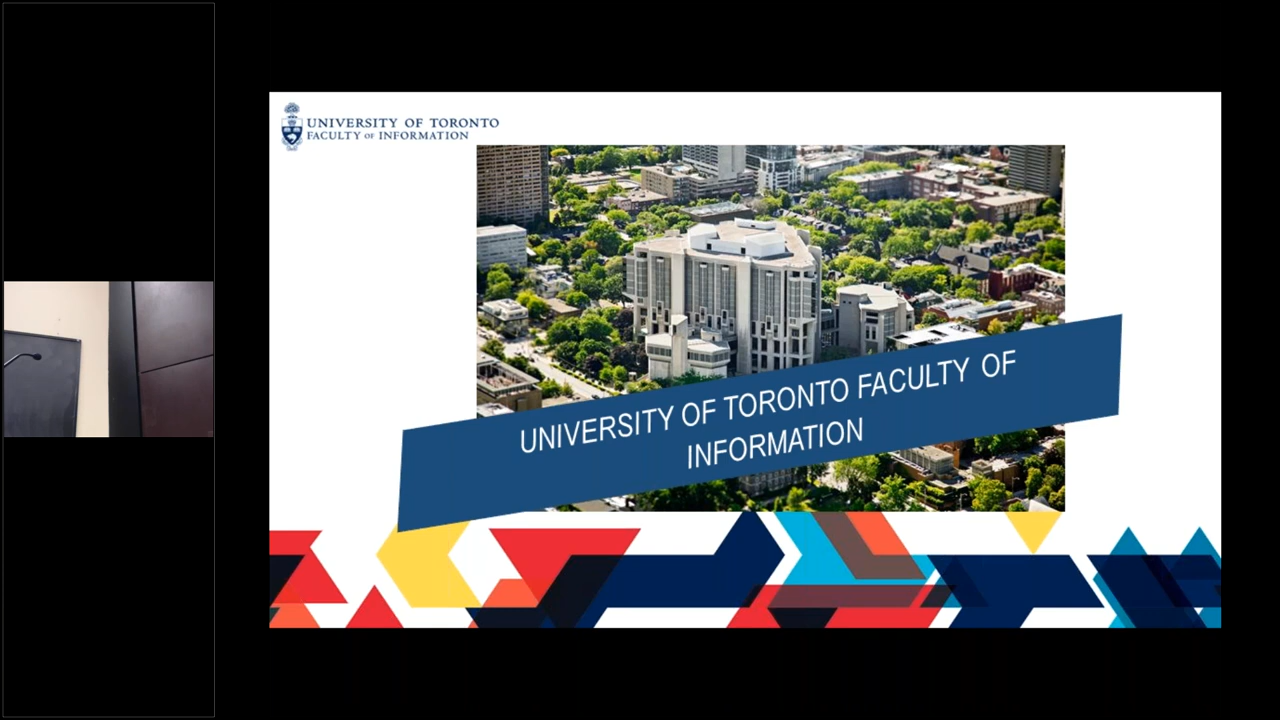 UNIVERSITY OF TORONTO
FACULTY OF INFORMATION
UNIVERSITY OF TORONTO FACULTY OF
INFORMATION